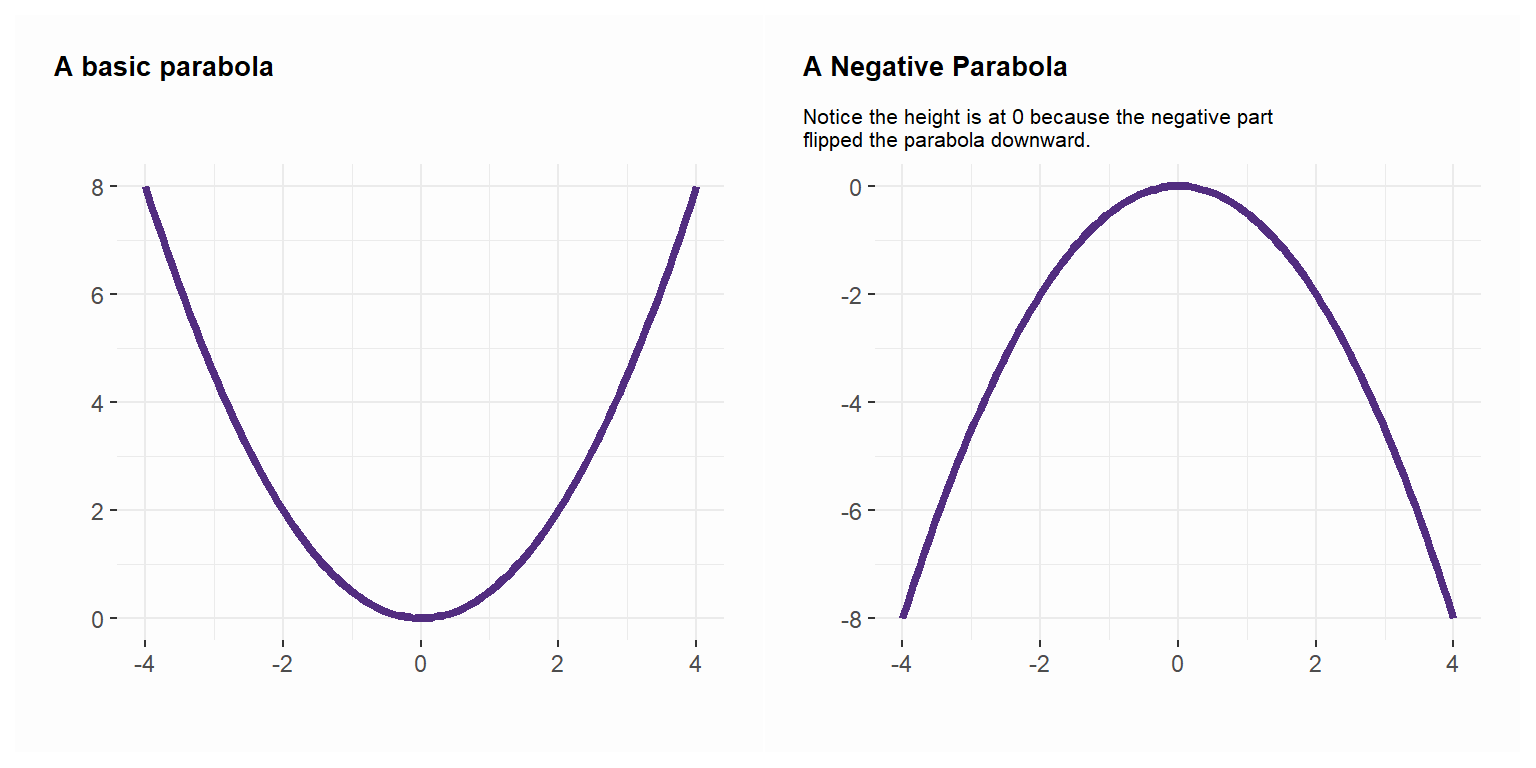 A basic parabola
8
6
4
2
0
-4 -2 0 2 4
A Negative Parabola
Notice the height is at 0 because the negative part
flipped the parabola downward.
0
-2
-4
-6
-8
-4 -2 0 2 4